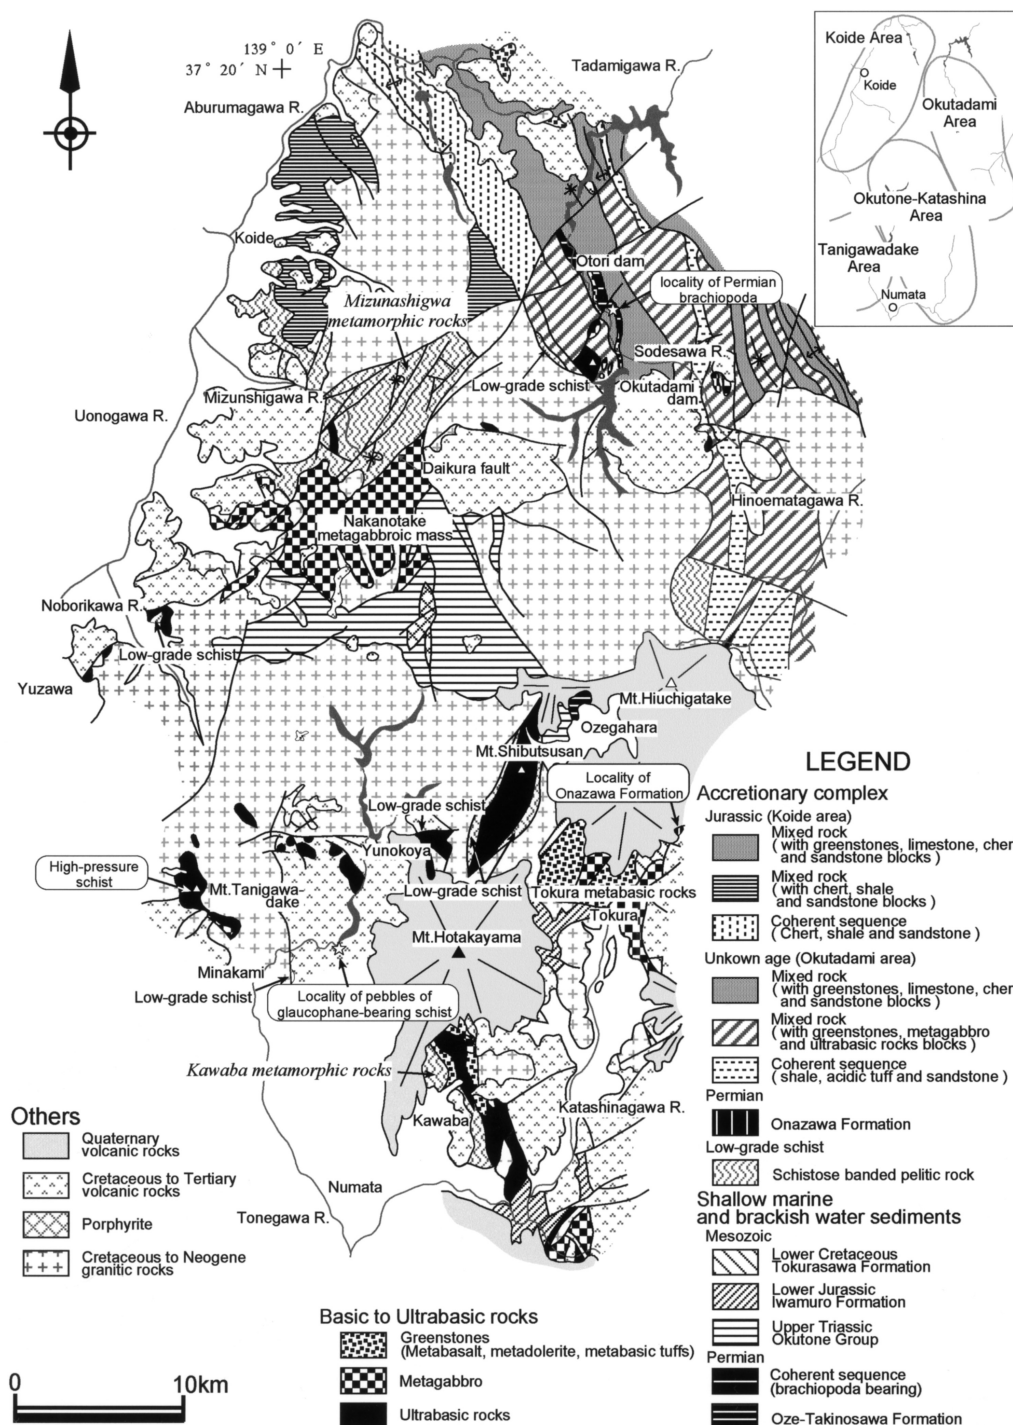 139° 0′ E
37° 20′ N
Tadamigawa R.
Aburumagawa R.
Koide Area
Koide
Okutadami
Area
Okutone-Katashina
Area
Tanigawadake
Area
Numata
Koide
Otori dam
locality of Permian
brachiopoda
Mizunashigwa
metamorphic rocks
Sodesawa R.
Low-grade schist
Okutadami
dam
Mizunshigawa R.
Uonogawa R.
Daikura fault
Hinoematagawa R.
Nakanotake
metagabbroic mass
Noborikawa R.
Low-grade schist
Yuzawa
Mt.Hiuchigatake
Ozegahara
Mt.Shibutsusan
Locality of
Onazawa Formation
Low-grade schist
Yunokoya
High-pressure
schist
Mt.Tanigawa-
dake
Low-grade schist
Tokura metabasic rocks
Tokura
Mt.Hotakayama
Minakami
Low-grade schist
Locality of pebbles of
glaucophane-bearing schist
Kawaba metamorphic rocks
Kawaba
Katashinagawa R.
Numata
Tonegawa R.
Others
Quaternary
volcanic rocks
Cretaceous to Tertiary
volcanic rocks
Porphyrite
Cretaceous to Neogene
granitic rocks
0
10km
Basic to Ultrabasic rocks
Greenstones
(Metabasalt, metadolerite, metabasic tuffs)
Metagabbro
Ultrabasic rocks
LEGEND
Accretionary complex
Jurassic (Koide area)
Mixed rock
( with greenstones, limestone, cher
and sandstone blocks )
Mixed rock
( with chert, shale
and sandstone blocks )
Coherent sequence
( Chert, shale and sandstone )
Unkown age (Okutadami area)
Mixed rock
( with greenstones, limestone, cher
and sandstone blocks )
Mixed rock
( with greenstones, metagabbro
and ultrabasic rocks blocks )
Coherent sequence
( shale, acidic tuff and sandstone )
Permian
Onazawa Formation
Low-grade schist
Schistose banded pelitic rock
Shallow marine
and brackish water sediments
Mesozoic
Lower Cretaceous
Tokurasawa Formation
Lower Jurassic
Iwamuro Formation
Upper Triassic
Okutone Group
Permian
Coherent sequence
(brachiopoda bearing)
Oze-Takinosawa Formation